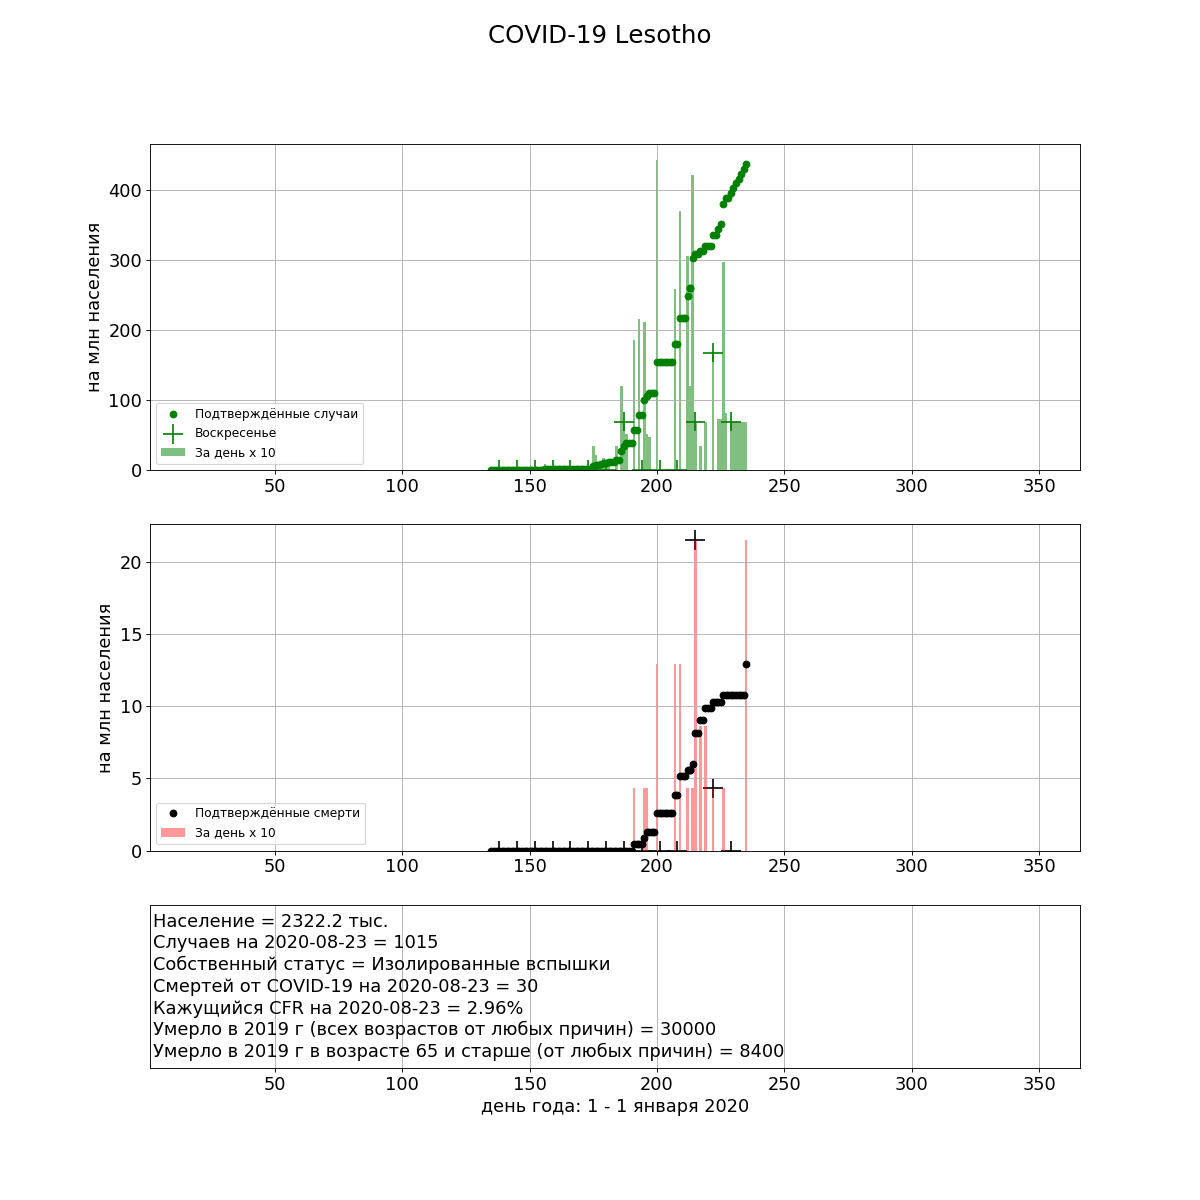 COVID-19 Lesotho
на млн населения
400
300
200
100
0
Подтверждённые случаи
Воскресенье
За день x 10
50 100 150 200 250 300 350
на млн населения
20
15
10
5
0
Подтверждённые смерти
За день x 10
50 100 150 200 250 300 350
Население = 2322.2 тыс.
Случаев на 2020-08-23 = 1015
Собственный статус = Изолированные вспышки
Смертей от COVID-19 на 2020-08-23 = 30
Кажущийся CFR на 2020-08-23 = 2.96%
Умерло в 2019 г (всех возрастов от любых причин) = 30000
Умерло в 2019 г в возрасте 65 и старше (от любых причин) = 8400
50 100 150 200 250 300 350
день года: 1 - 1 января 2020